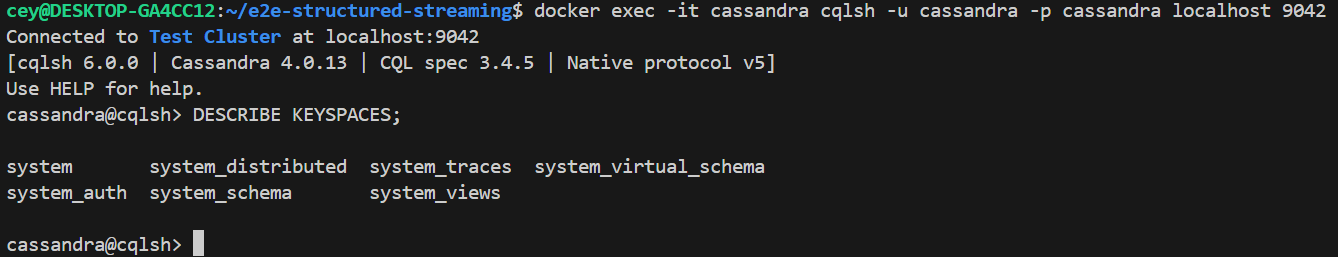 cey@DESKTOP-GA4CC12:~/e2e-structured-streaming$ docker exec -it cassandra cqlsh -u cassandra -p cassandra localhost 9042
Connected to Test Cluster at localhost:9042
[cqlsh 6.0.0 | Cassandra 4.0.13 | CQL spec 3.4.5 | Native protocol v5]
Use HELP for help.
cassandra@cqlsh> DESCRIBE KEYSPACES;
system       system_distributed  system_traces  system_virtual_schema
system_auth  system_schema       system_views
cassandra@cqlsh>